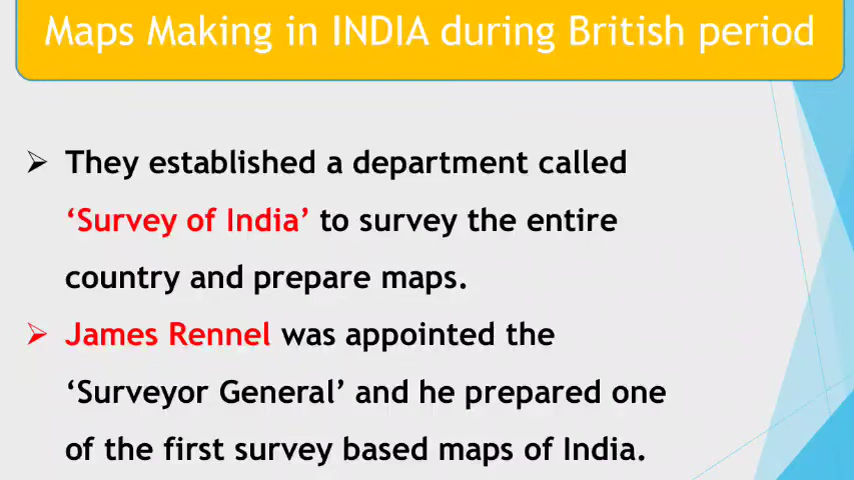 Maps Making in INDIA during British period
➢ They established a department called
‘Survey of India’ to survey the entire
country and prepare maps.
➢ James Rennel was appointed the
‘Surveyor General’ and he prepared one
of the first survey based maps of India.